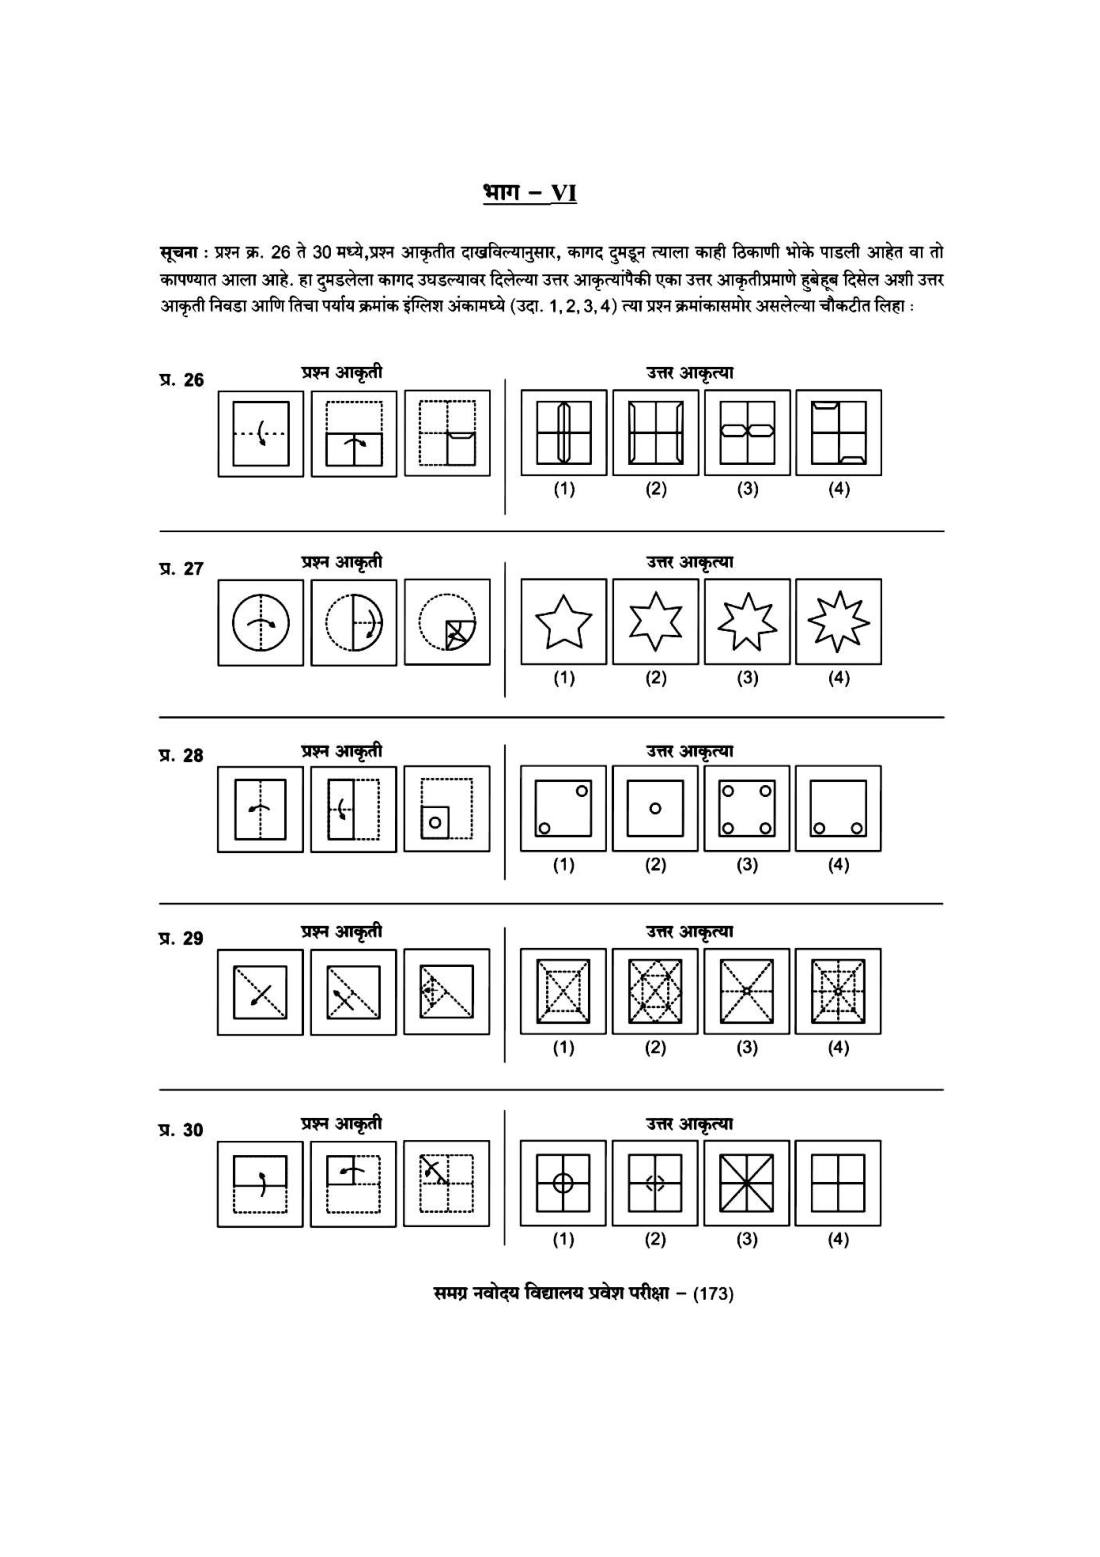 भाग – VI
सूचना : प्रश्न क्र. 26 ते 30 मध्ये,प्रश्न आकृतीत दाखविल्यानुसार, कागद दुमडून त्याला काही ठिकाणी भोके पाडली आहेत वा तो
कापण्यात आला आहे. हा दुमडलेला कागद उघडल्यावर दिलेल्या उत्तर आकृत्यांपैकी एका उत्तर आकृतीप्रमाणे हुबेहूब दिसेल अशी उत्तर
आकृती निवडा आणि तिचा पर्याय क्रमांक इंग्लिश अंकामध्ये (उदा. 1, 2, 3, 4) त्या प्रश्न क्रमांकासमोर असलेल्या चौकटीत लिहा :
प्र. 26 प्रश्न आकृती उत्तर आकृत्या
(1) (2) (3) (4)
प्र. 27 प्रश्न आकृती उत्तर आकृत्या
(1) (2) (3) (4)
प्र. 28 प्रश्न आकृती उत्तर आकृत्या
(1) (2) (3) (4)
प्र. 29 प्रश्न आकृती उत्तर आकृत्या
(1) (2) (3) (4)
प्र. 30 प्रश्न आकृती उत्तर आकृत्या
(1) (2) (3) (4)
समग्र नवोदय विद्यालय प्रवेश परीक्षा – (173)